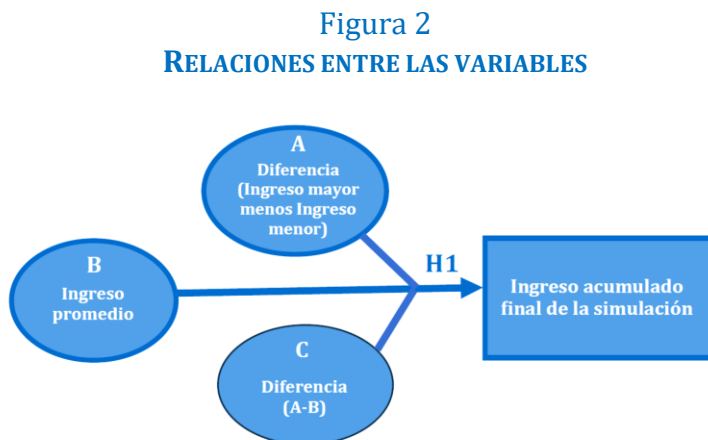 Figura 2
RELACIONES ENTRE LAS VARIABLES
A
Diferencia
(Ingreso mayor
menos Ingreso
menor)
B
Ingreso
promedio
H1
Ingreso acumulado
final de la simulación
C
Diferencia
(A-B)